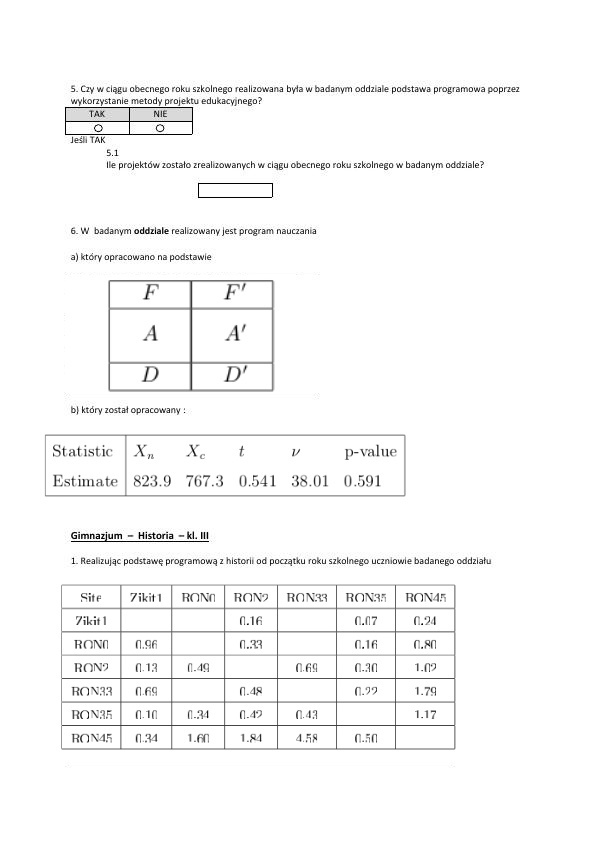 5. Czy w ciągu obecnego roku szkolnego realizowana była w badanym oddziale podstawa programowa poprzez
wykorzystanie metody projektu edukacyjnego?
TAK NIE
Jeśli TAK
5.1
Ile projektów zostało zrealizowanych w ciągu obecnego roku szkolnego w badanym oddziale?
6. W badanym oddziale realizowany jest program nauczania
a) który opracowano na podstawie
F F′
A A′
D D′
b) który został opracowany :
Statistic Xn Xc t ν p-value
Estimate 823.9 767.3 0.541 38.01 0.591
Gimnazjum – Historia – kl. III
1. Realizując podstawę programową z historii od początku roku szkolnego uczniowie badanego oddziału
Site Zikit1 RON0 RON2 RON33 RON35 RON45
Zikit1 0.16 0.07 0.24
RON0 0.96 0.33 0.16 0.80
RON2 0.13 0.49 0.69 0.30 1.02
RON33 0.69 0.48 0.22 1.79
RON35 0.10 0.34 0.42 0.43 1.17
RON45 0.34 1.60 1.84 4.58 0.50